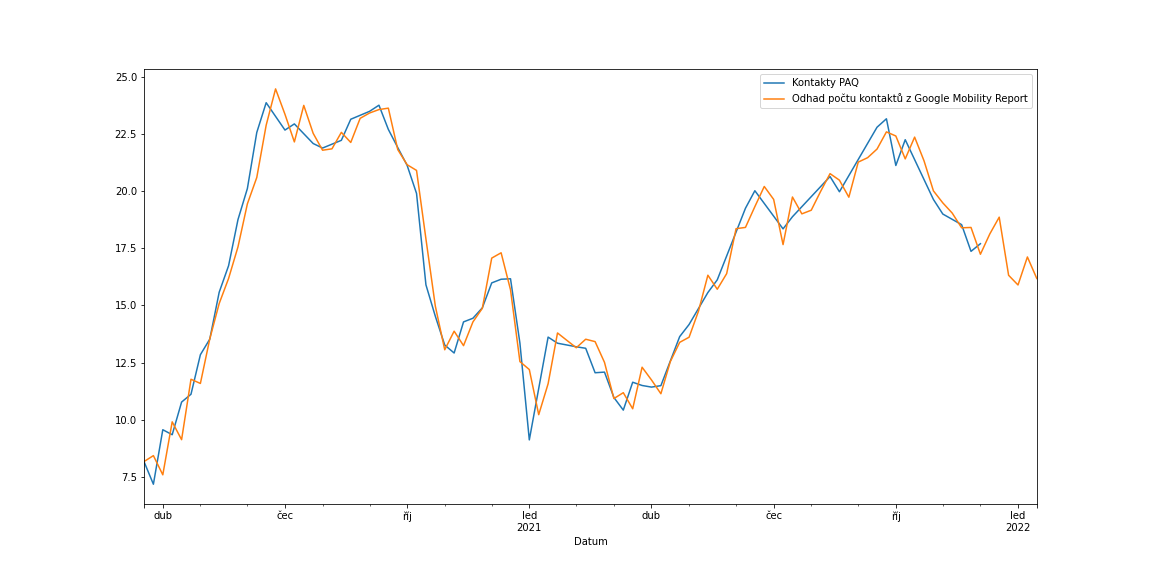 25.0
22.5
20.0
17.5
15.0
12.5
10.0
7.5
Kontakty PAQ
Odhad počtu kontaktů z Google Mobility Report
dub čec říj led dub čec říj led
2021 2022
Datum